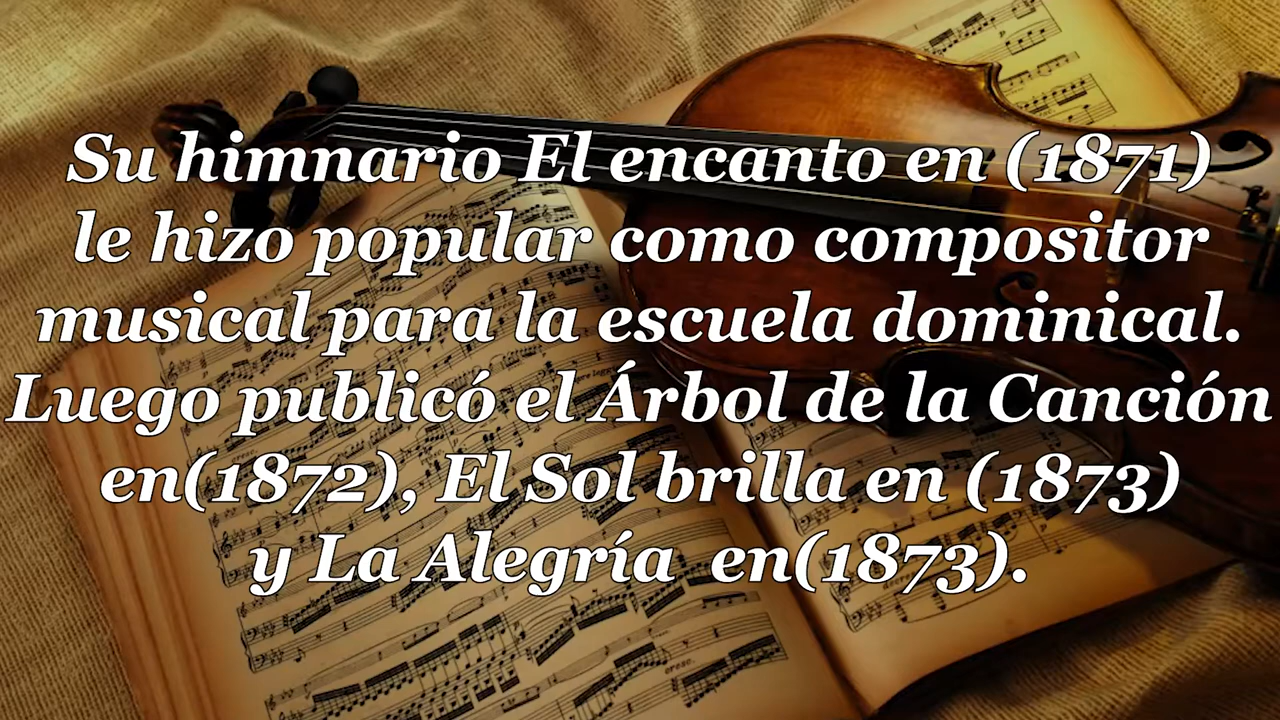 Su himnario El encanto en (1871)
le hizo popular como compositor
musical para la escuela dominical.
Luego publicó el Árbol de la Canción
en(1872), El Sol brilla en (1873)
y La Alegría  en(1873).
cresc.